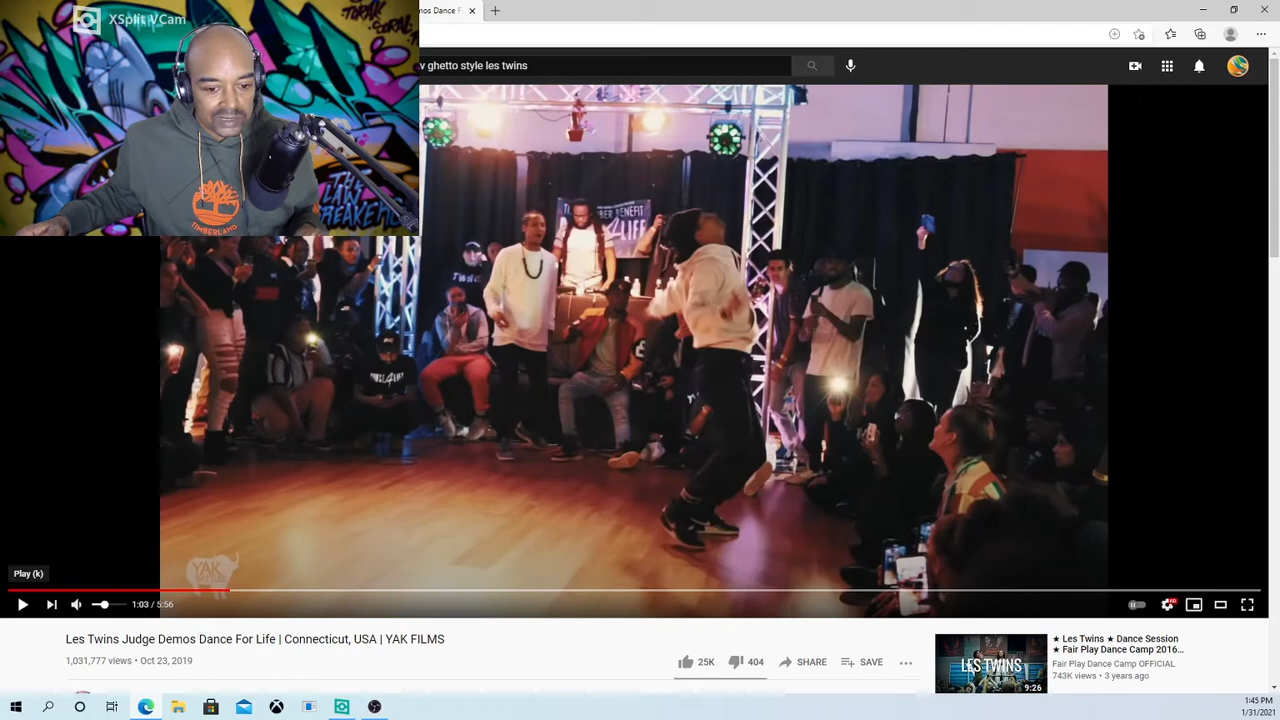 XSplit VCam
mos Dance F
v ghetto style les twins
TIMBERLAND
YAK
Play (k)
1:03 / 5:56
HD
Les Twins Judge Demos Dance For Life | Connecticut, USA | YAK FILMS
1,031,777 views • Oct 23, 2019
25K
404
SHARE
SAVE
LES TWINS
9:26
★ Les Twins ★ Dance Session
★ Fair Play Dance Camp 2016...
Fair Play Dance Camp OFFICIAL
743K views • 3 years ago
1:45 PM
1/31/2021